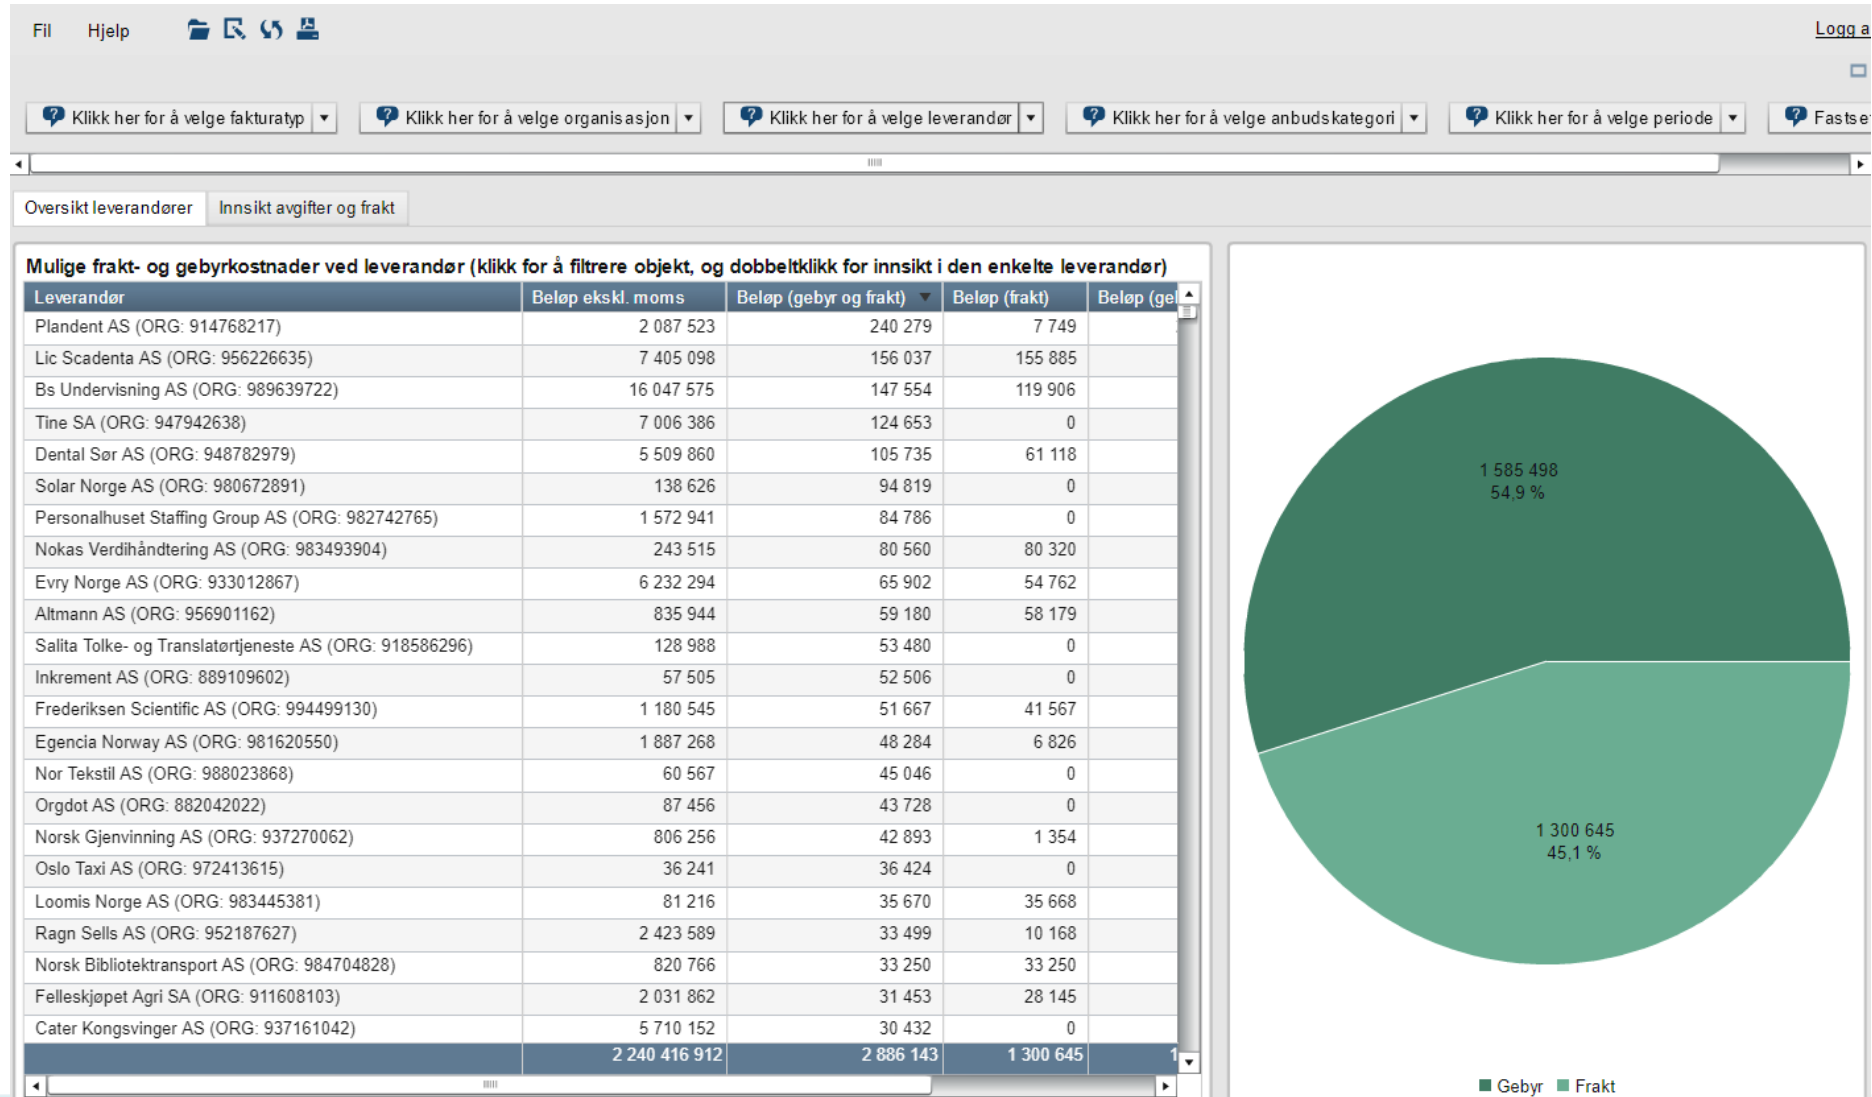 Fil Hjelp Logg a
Klikk her for å velge fakturatyp Klikk her for å velge organisasjon Klikk her for å velge leverandør Klikk her for å velge anbudskategori Klikk her for å velge periode Fastse
Oversikt leverandører Innsikt avgifter og frakt
Mulige frakt- og gebyrkostnader ved leverandør (klikk for å filtrere objekt, og dobbeltklikk for innsikt i den enkelte leverandør)
Leverandør Beløp ekskl. moms Beløp (gebyr og frakt) Beløp (frakt) Beløp (gel
Plandent AS (ORG: 914768217) 2 087 523 240 279 7 749
Lic Scadenta AS (ORG: 956226635) 7 405 098 156 037 155 885
Bs Undervisning AS (ORG: 989639722) 16 047 575 147 554 119 906
Tine SA (ORG: 947942638) 7 006 386 124 653 0
Dental Sør AS (ORG: 948782979) 5 509 860 105 735 61 118
Solar Norge AS (ORG: 980672891) 138 626 94 819 0
Personalhuset Staffing Group AS (ORG: 982742765) 1 572 941 84 786 0
Nokas Verdihåndtering AS (ORG: 983493904) 243 515 80 560 80 320
Evry Norge AS (ORG: 933012867) 6 232 294 65 902 54 762
Altmann AS (ORG: 956901162) 835 944 59 180 58 179
Salita Tolke- og Translatørtjeneste AS (ORG: 918586296) 128 988 53 480 0
Inkrement AS (ORG: 889109602) 57 505 52 506 0
Frederiksen Scientific AS (ORG: 994499130) 1 180 545 51 667 41 567
Egencia Norway AS (ORG: 981620550) 1 887 268 48 284 6 826
Nor Tekstil AS (ORG: 988023868) 60 567 45 046 0
Orgdot AS (ORG: 882042022) 87 456 43 728 0
Norsk Gjenvinning AS (ORG: 937270062) 806 256 42 893 1 354
Oslo Taxi AS (ORG: 972413615) 36 241 36 424 0
Loomis Norge AS (ORG: 983445381) 81 216 35 670 35 668
Ragn Sells AS (ORG: 952187627) 2 423 589 33 499 10 168
Norsk Bibliotektransport AS (ORG: 984704828) 820 766 33 250 33 250
Felleskjøpet Agri SA (ORG: 911608103) 2 031 862 31 453 28 145
Cater Kongsvinger AS (ORG: 937161042) 5 710 152 30 432 0
2 240 416 912 2 886 143 1 300 645 1
1 585 498
54,9 %
1 300 645
45,1 %
Gebyr Frakt